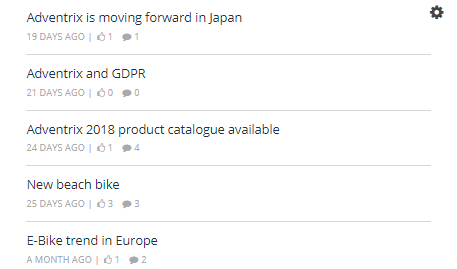 Adventrix is moving forward in Japan
19 DAYS AGO | 1 1
Adventrix and GDPR
21 DAYS AGO | 0 0
Adventrix 2018 product catalogue available
24 DAYS AGO | 1 4
New beach bike
25 DAYS AGO | 3 3
E-Bike trend in Europe
A MONTH AGO | 1 2